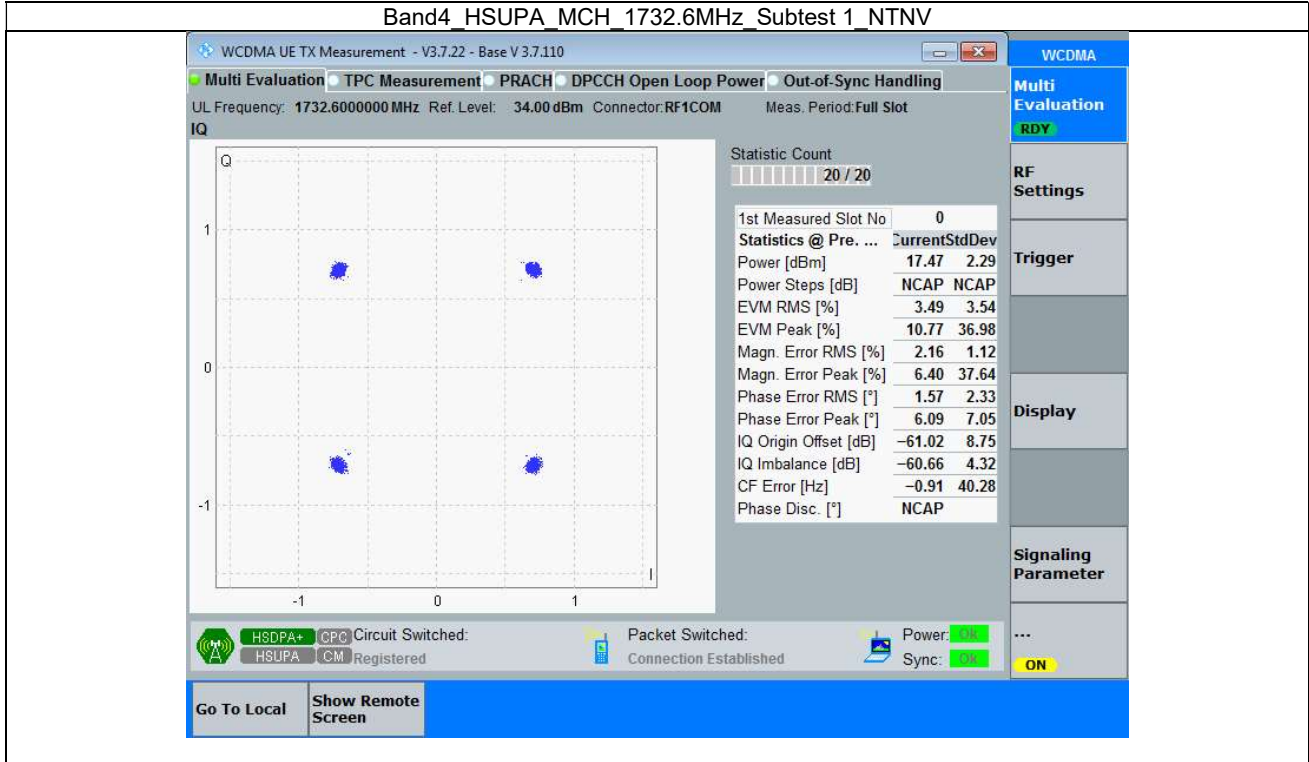 Band4_HSUPA_MCH_1732.6MHz_Subtest 1_NTNV
WCDMA UE TX Measurement - V3.7.22 - Base V 3.7.110
WCDMA
Multi Evaluation TPC Measurement PRACH DPCCH Open Loop Power Out-of-Sync Handling
Multi
Evaluation
RDY
UL Frequency: 1732.6000000 MHz Ref. Level: 34.00 dBm Connector:RF1COM Meas. Period:Full Slot
IQ
Q
1
0
-1
-1 0 1
I
Statistic Count
20 / 20
1st Measured Slot No 0
Statistics @ Pre. ... Current StdDev
Power [dBm] 17.47 2.29
Power Steps [dB] NCAP NCAP
EVM RMS [%] 3.49 3.54
EVM Peak [%] 10.77 36.98
Magn. Error RMS [%] 2.16 1.12
Magn. Error Peak [%] 6.40 37.64
Phase Error RMS [°] 1.57 2.33
Phase Error Peak [°] 6.09 7.05
IQ Origin Offset [dB] −61.02 8.75
IQ Imbalance [dB] −60.66 4.32
CF Error [Hz] −0.91 40.28
Phase Disc. [°] NCAP
RF
Settings
Trigger
Display
Signaling
Parameter
...
ON
HSDPA+ CPC Circuit Switched: Packet Switched: Power: Ok
HSUPA CM Registered Connection Established Sync: Ok
Go To Local
Show Remote
Screen